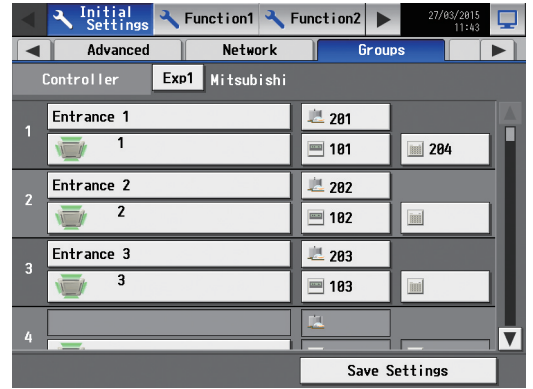 Initial Settings Function1 Function2 27/03/2015 11:43
Advanced Network Groups
Controller Exp1 Mitsubishi
Entrance 1 201
1 1 101 204
Entrance 2 202
2 2 102
Entrance 3 203
3 3 103
4
Save Settings